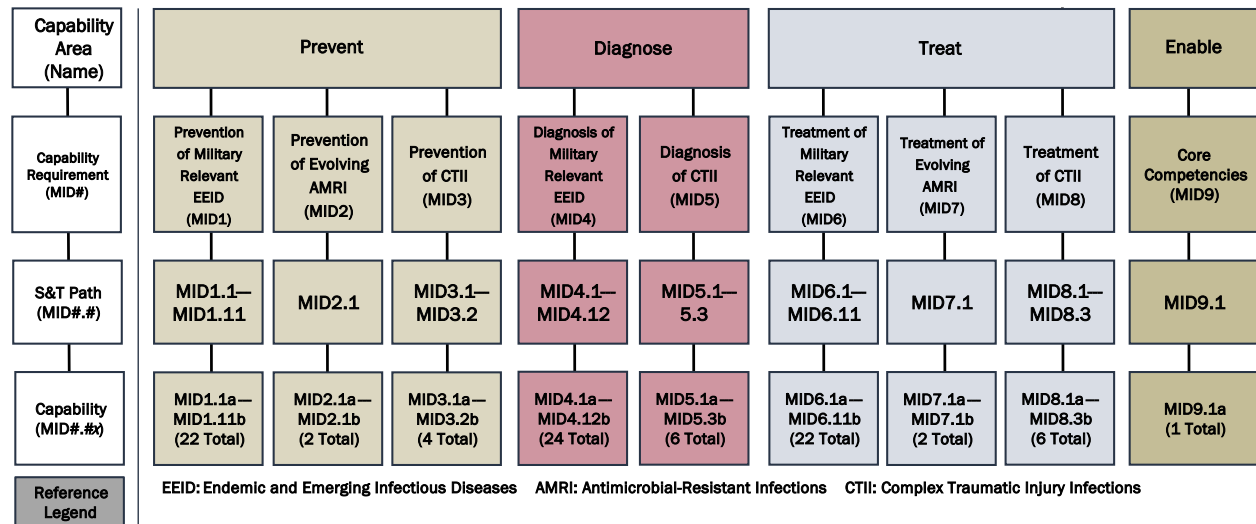 Capability
Area
(Name)
Prevent
Diagnose
Treat
Enable
Capability
Requirement
(MID#)
Prevention
of Military
Relevant
EEID
(MID1)
Prevention
of Evolving
AMRI
(MID2)
Prevention
of CTII
(MID3)
Diagnosis of
Military
Relevant
EEID
(MID4)
Diagnosis
of CTII
(MID5)
Treatment of
Military
Relevant
EEID
(MID6)
Treatment of
Evolving
AMRI
(MID7)
Treatment
of CTII
(MID8)
Core
Competencies
(MID9)
S&T Path
(MID#.#)
MID1.1—
MID1.11
MID2.1
MID3.1—
MID3.2
MID4.1—
MID4.12
MID5.1—
5.3
MID6.1—
MID6.11
MID7.1
MID8.1—
MID8.3
MID9.1
Capability
(MID#.#x)
MID1.1a—
MID1.11b
(22 Total)
MID2.1a—
MID2.1b
(2 Total)
MID3.1a—
MID3.2b
(4 Total)
MID4.1a—
MID4.12b
(24 Total)
MID5.1a—
MID5.3b
(6 Total)
MID6.1a—
MID6.11b
(22 Total)
MID7.1a—
MID7.1b
(2 Total)
MID8.1a—
MID8.3b
(6 Total)
MID9.1a
(1 Total)
Reference
Legend
EEID: Endemic and Emerging Infectious Diseases AMRI: Antimicrobial-Resistant Infections CTII: Complex Traumatic Injury Infections